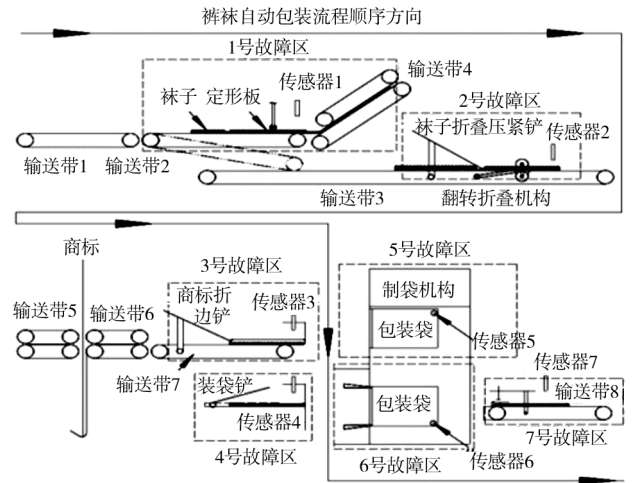 裤袜自动包装流程顺序方向
1号故障区
输送带4
传感器1
袜子 定形板
2号故障区
袜子折叠压紧铲
传感器2
输送带1
输送带2
输送带3
翻转折叠机构
商标
3号故障区
5号故障区
商标折
边铲
传感器3
制袋机构
输送带5
输送带6
包装袋
传感器5
输送带7
传感器7
装袋铲
输送带8
包装袋
传感器4
7号故障区
4号故障区
6号故障区
传感器6